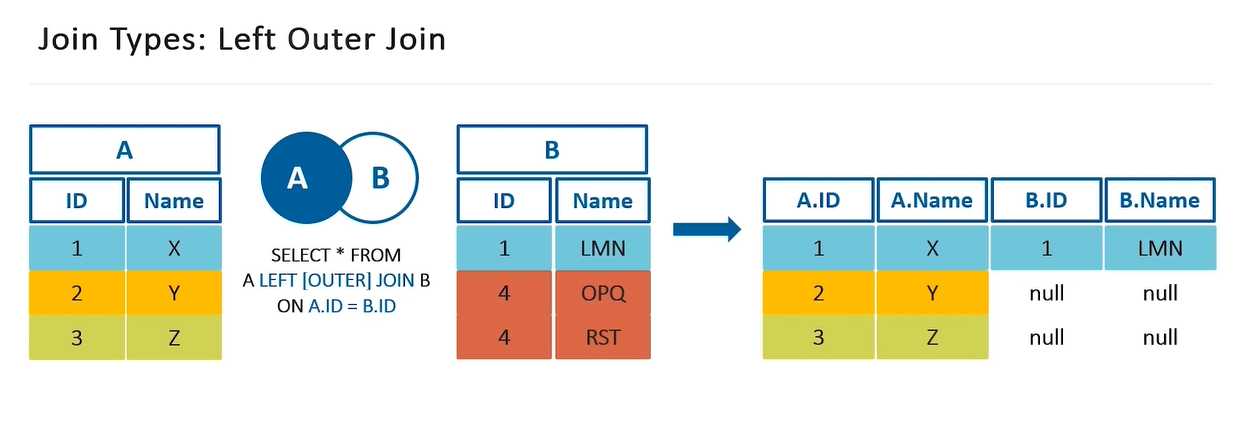 Join Types: Left Outer Join
A
ID Name
1 X
2 Y
3 Z
A B
SELECT * FROM
A LEFT [OUTER] JOIN B
ON A.ID = B.ID
B
ID Name
1 LMN
4 OPQ
4 RST
A.ID A.Name B.ID B.Name
1 X 1 LMN
2 Y null null
3 Z null null